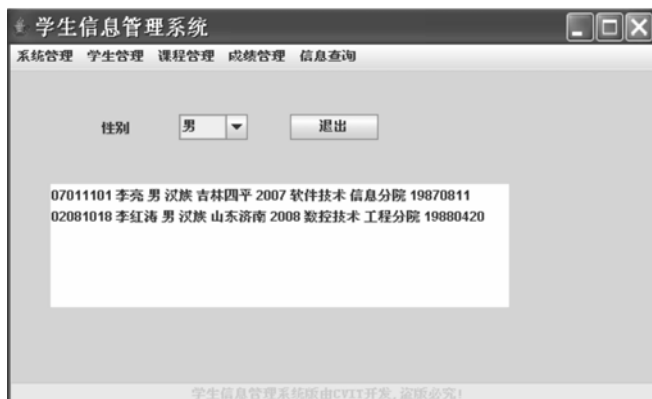 学生信息管理系统
系统管理 学生管理 课程管理 成绩管理 信息查询
性别 男 退出
07011101 李亮 男 汉族 吉林四平 2007 软件技术 信息分院 19870811
02081018 李红涛 男 汉族 山东济南 2008 数控技术 工程分院 19880420
学生信息管理系统版由CVIT开发,盗版必究!